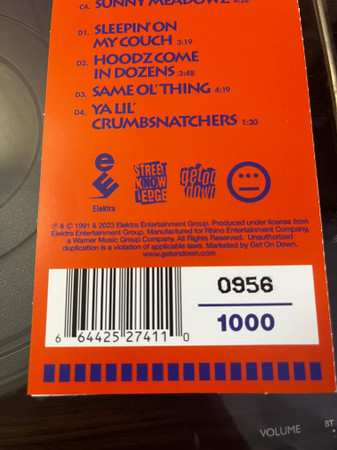 C4. SUNNY MEADOWZ
D1. SLEEPIN' ON
MY COUCH 3:19
D2. HOODZ COME
IN DOZENS 3:48
D3. SAME OL' THING 4:19
D4. YA LIL'
CRUMBSNATCHERS 1:30
Elektra
STREET
KNOW
LEDGE
get on
down
℗ & © 1991 & 2023 Elektra Entertainment Group. Produced under license from
Elektra Entertainment Group. Manufactured for Rhino Entertainment Company,
a Warner Music Group Company. All Rights Reserved. Unauthorized
duplication is a violation of applicable laws. Marketed by Get On Down.
www.getondown.com
0956
1000
6 64425 27411 0
VOLUME
BT